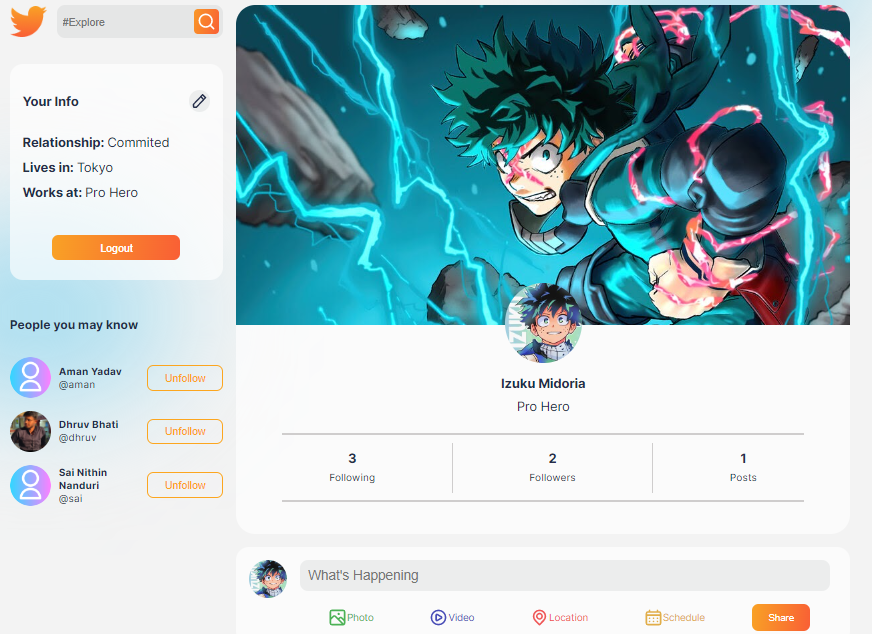 #Explore
Your Info
Relationship: Commited
Lives in: Tokyo
Works at: Pro Hero
Logout
People you may know
Aman Yadav
@aman
Unfollow
Dhruv Bhati
@dhruv
Unfollow
Sai Nithin
Nanduri
@sai
Unfollow
Izuku Midoria
Pro Hero
3
Following
2
Followers
1
Posts
What's Happening
Photo
Video
Location
Schedule
Share